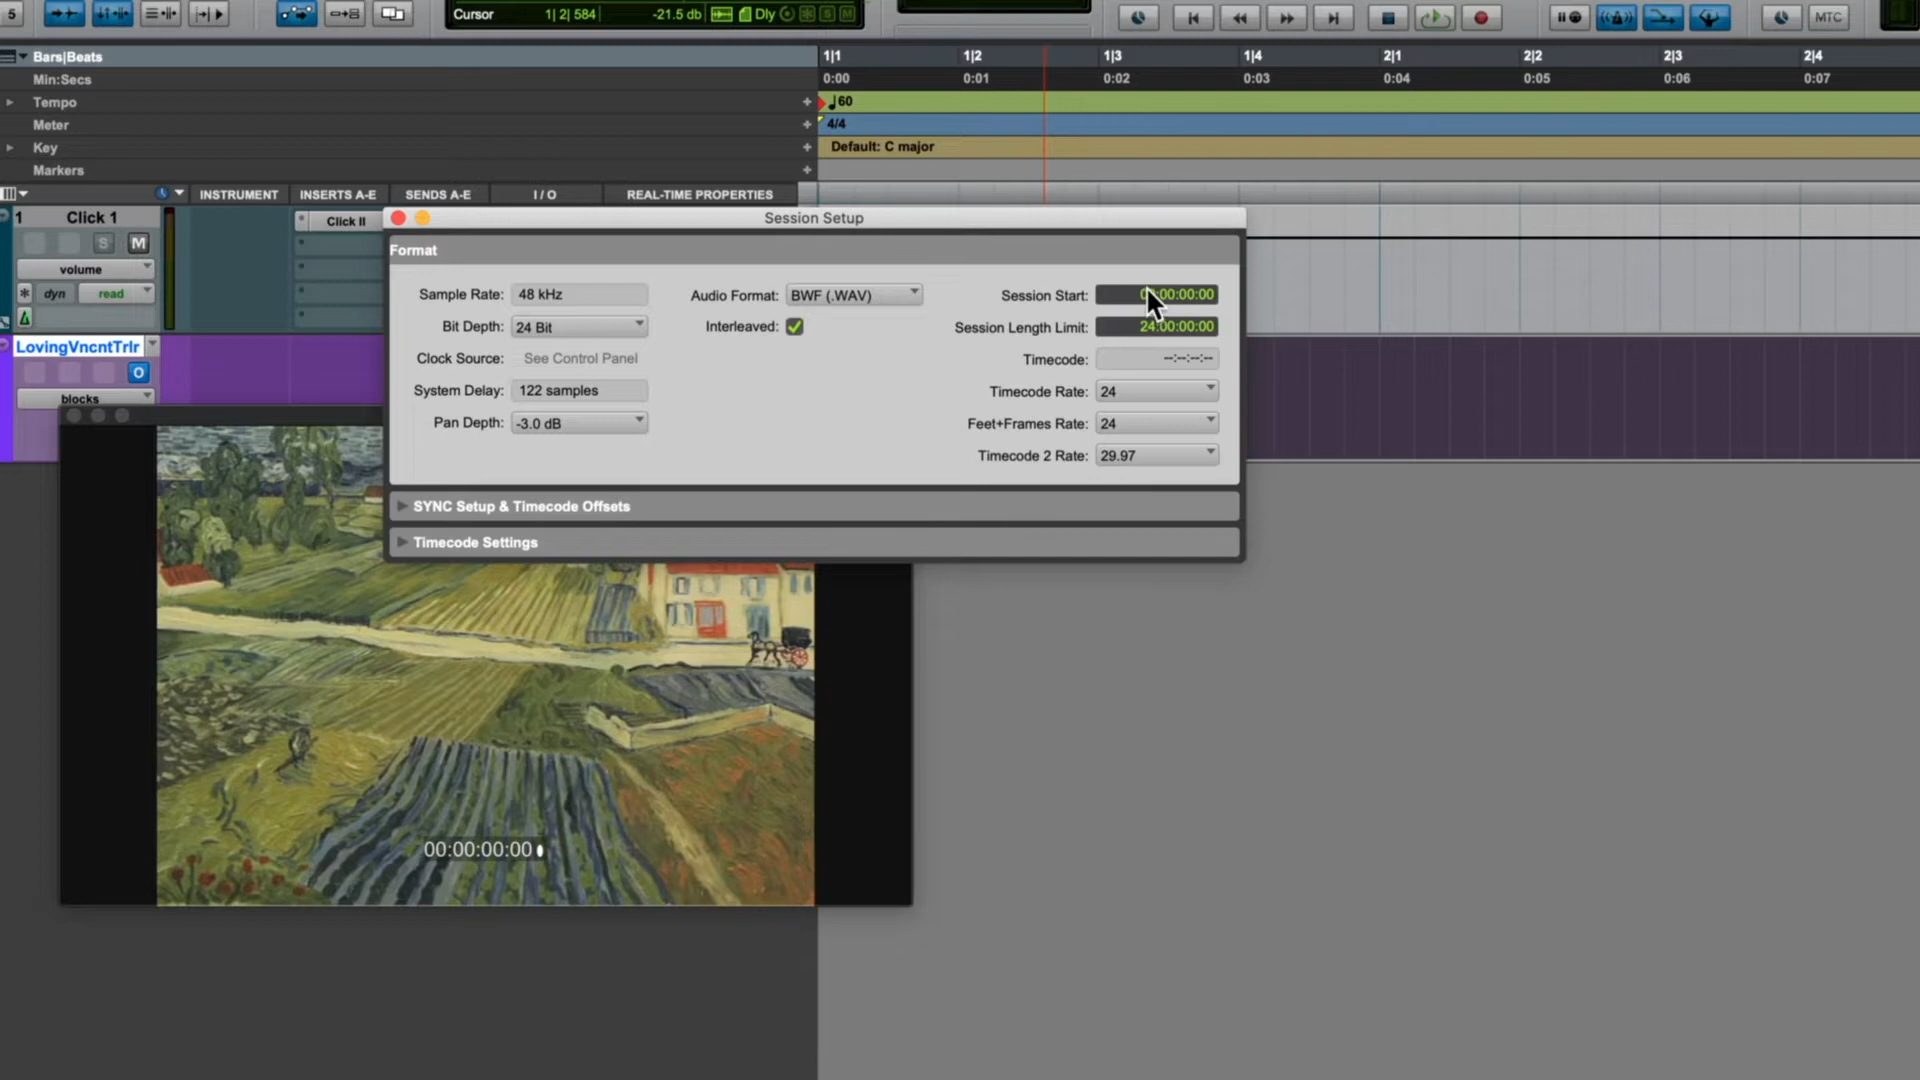 5
Cursor 1| 2| 584 -21.5 db Dly S M
MTC
Bars|Beats 1|1 1|2 1|3 1|4 2|1 2|2 2|3 2|4
Min:Secs 0:00 0:01 0:02 0:03 0:04 0:05 0:06 0:07
Tempo + 60
Meter + 4/4
Key + Default: C major
Markers +
INSTRUMENT INSERTS A-E SENDS A-E I / O REAL-TIME PROPERTIES
1 Click 1
S M
volume
dyn read
Click II
LovingVncntTrlr
O
blocks
Session Setup
Format
Sample Rate: 48 kHz
Bit Depth: 24 Bit
Clock Source: See Control Panel
System Delay: 122 samples
Pan Depth: -3.0 dB
Audio Format: BWF (.WAV)
Interleaved:
Session Start: 00:00:00:00
Session Length Limit: 24:00:00:00
Timecode: --:--:--:--
Timecode Rate: 24
Feet+Frames Rate: 24
Timecode 2 Rate: 29.97
SYNC Setup & Timecode Offsets
Timecode Settings
00:00:00:00